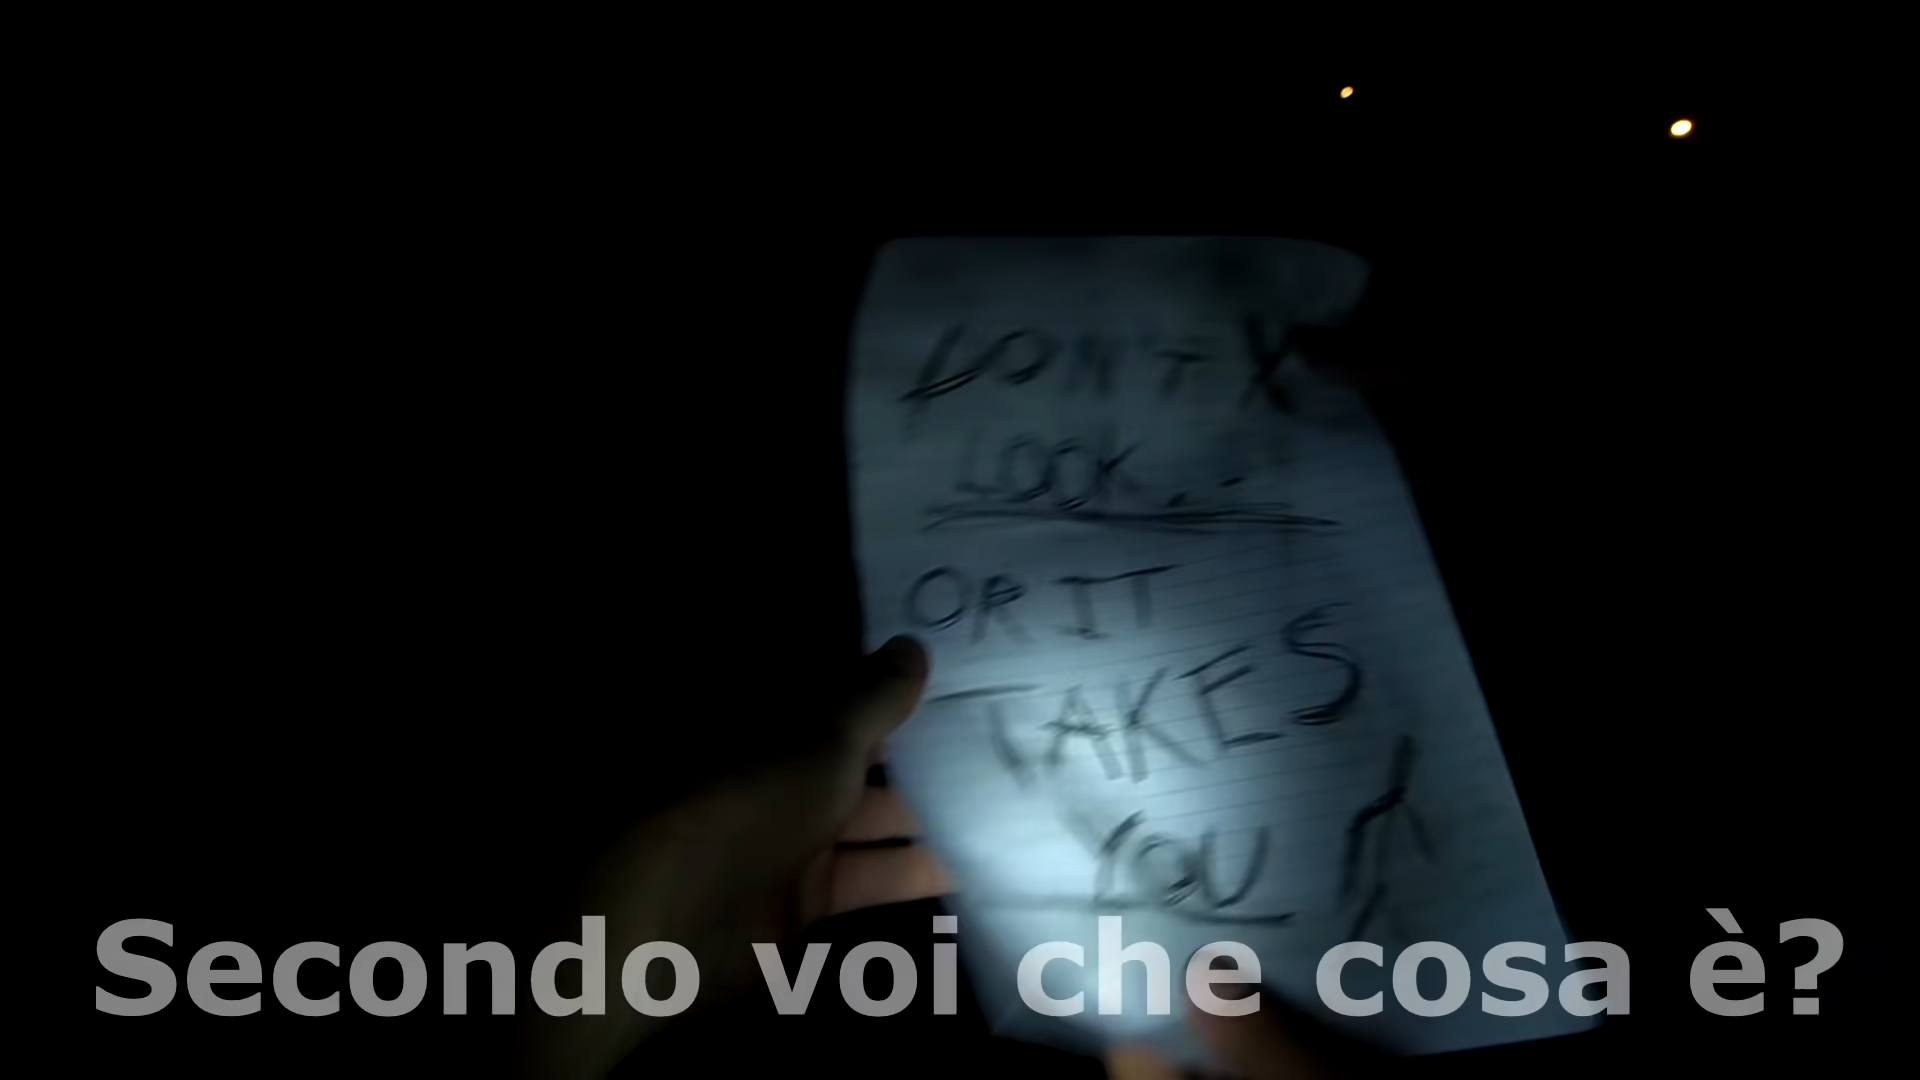 DON'T X
LOOK...
OR IT
TAKES
YOU X
Secondo voi che cosa è?